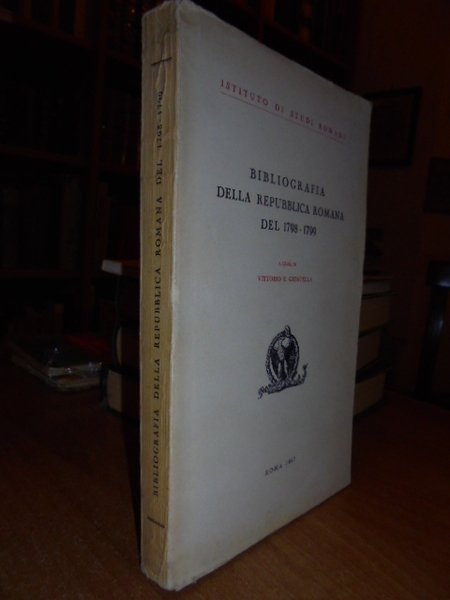 ISTITUTO DI STUDI ROMANI
BIBLIOGRAFIA
DELLA REPUBBLICA ROMANA
DEL 1798-1799
A CURA DI
VITTORIO E. GIUNTELLA
ROMA 1957
BIBLIOGRAFIA DELLA REPUBBLICA ROMANA DEL 1798-1799